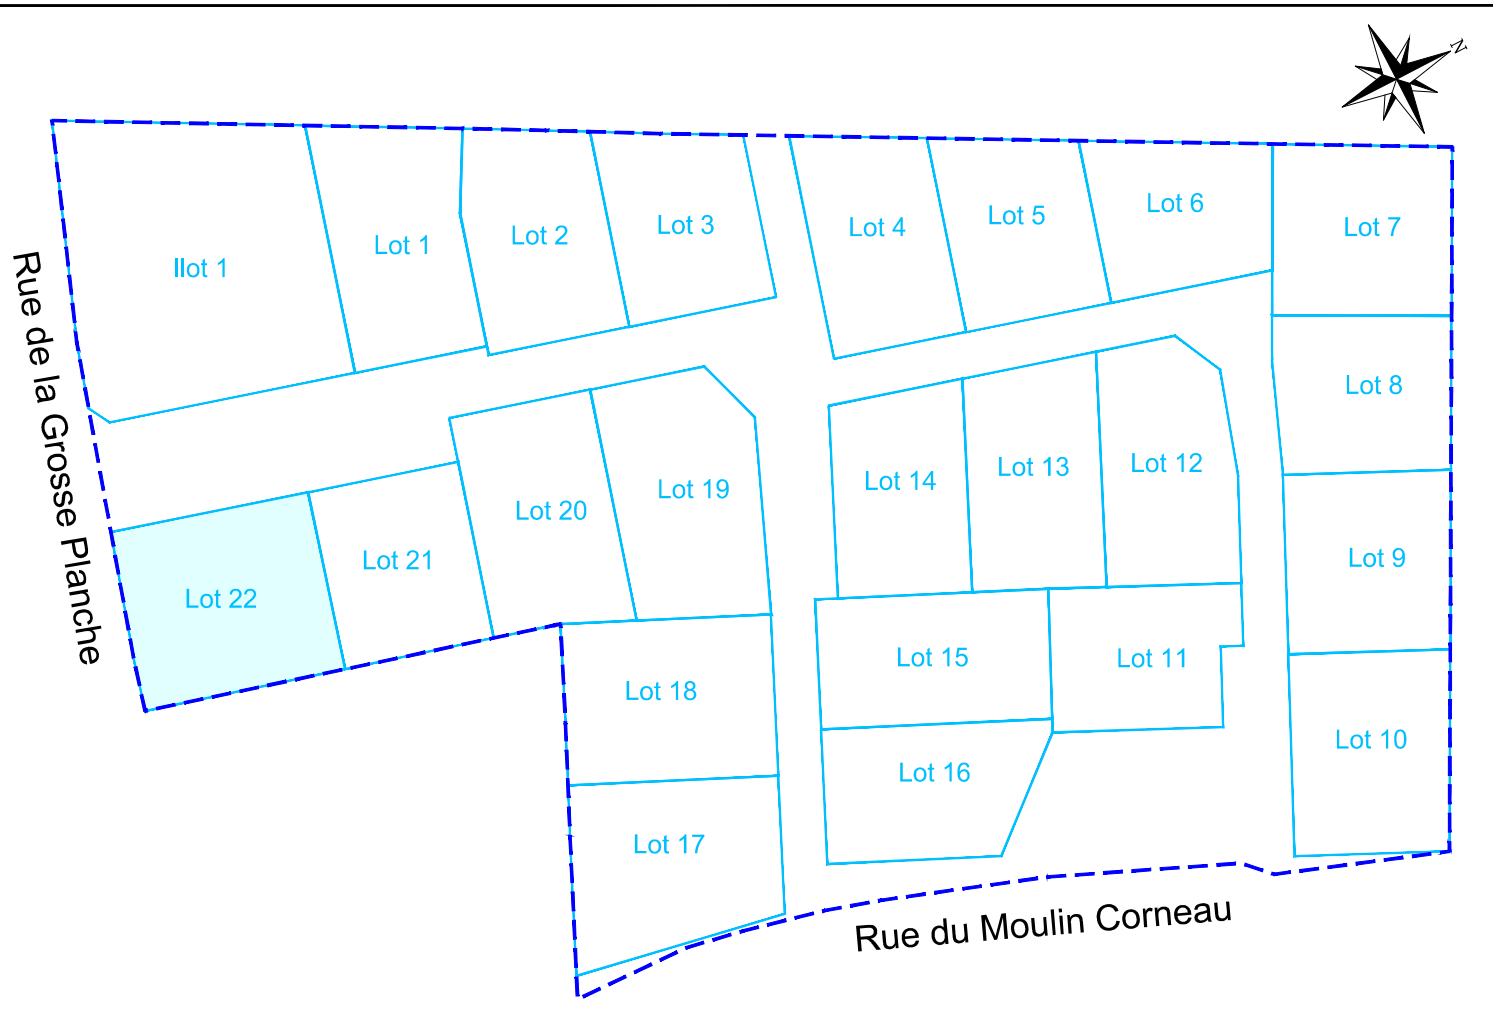 N
Ilot 1
Lot 1
Lot 2
Lot 3
Lot 4
Lot 5
Lot 6
Lot 7
Lot 8
Lot 9
Lot 10
Lot 11
Lot 12
Lot 13
Lot 14
Lot 15
Lot 16
Lot 17
Lot 18
Lot 19
Lot 20
Lot 21
Lot 22
Rue de la Grosse Planche
Rue du Moulin Corneau